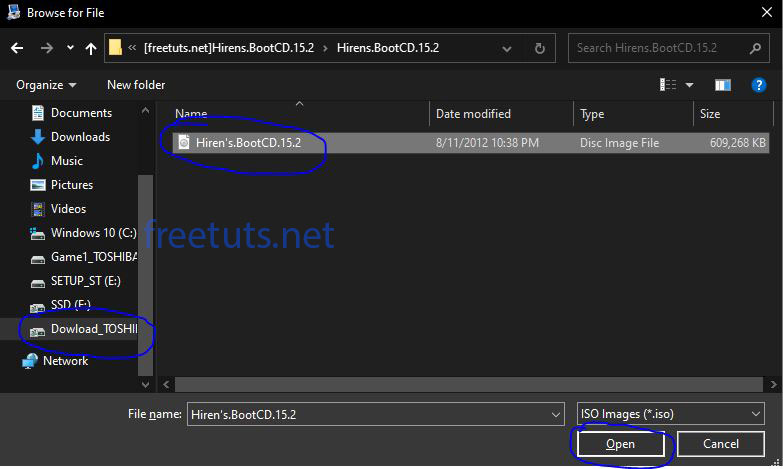 Browse for File
« [freetuts.net]Hirens.BootCD.15.2 › Hirens.BootCD.15.2
Search Hirens.BootCD.15.2
Organize
New folder
Name
Date modified
Type
Size
Documents
Downloads
Music
Pictures
Videos
Windows 10 (C:)
Game1_TOSHIBA
SETUP_ST (E:)
SSD (F:)
Dowload_TOSHI
Network
Hiren's.BootCD.15.2
8/11/2012 10:38 PM
Disc Image File
609,268 KB
freetuts.net
File name:
Hiren's.BootCD.15.2
ISO Images (*.iso)
Open
Cancel